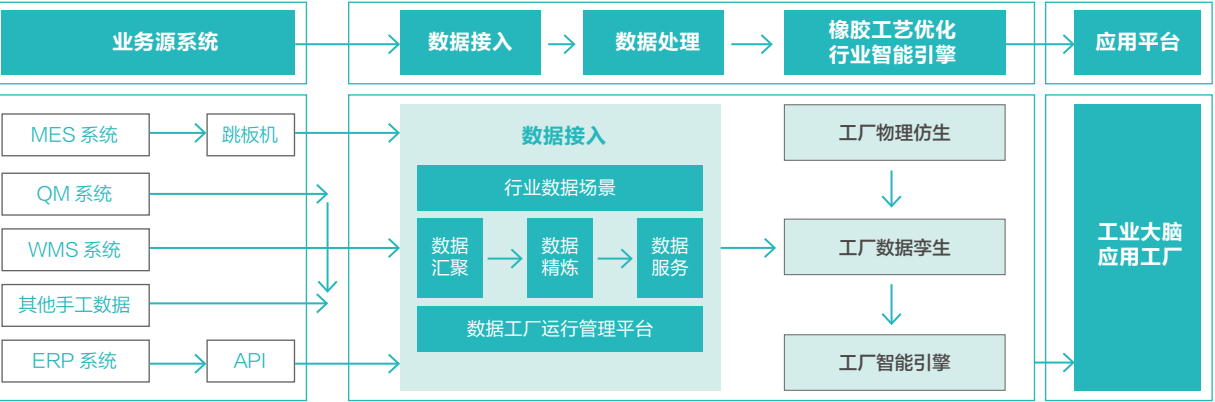 业务源系统
数据接入
数据处理
橡胶工艺优化
行业智能引擎
应用平台
MES 系统
跳板机
QM 系统
WMS 系统
其他手工数据
ERP 系统
API
数据接入
行业数据场景
数据
汇聚
数据
精炼
数据
服务
数据工厂运行管理平台
工厂物理仿生
工厂数据孪生
工厂智能引擎
工业大脑
应用工厂